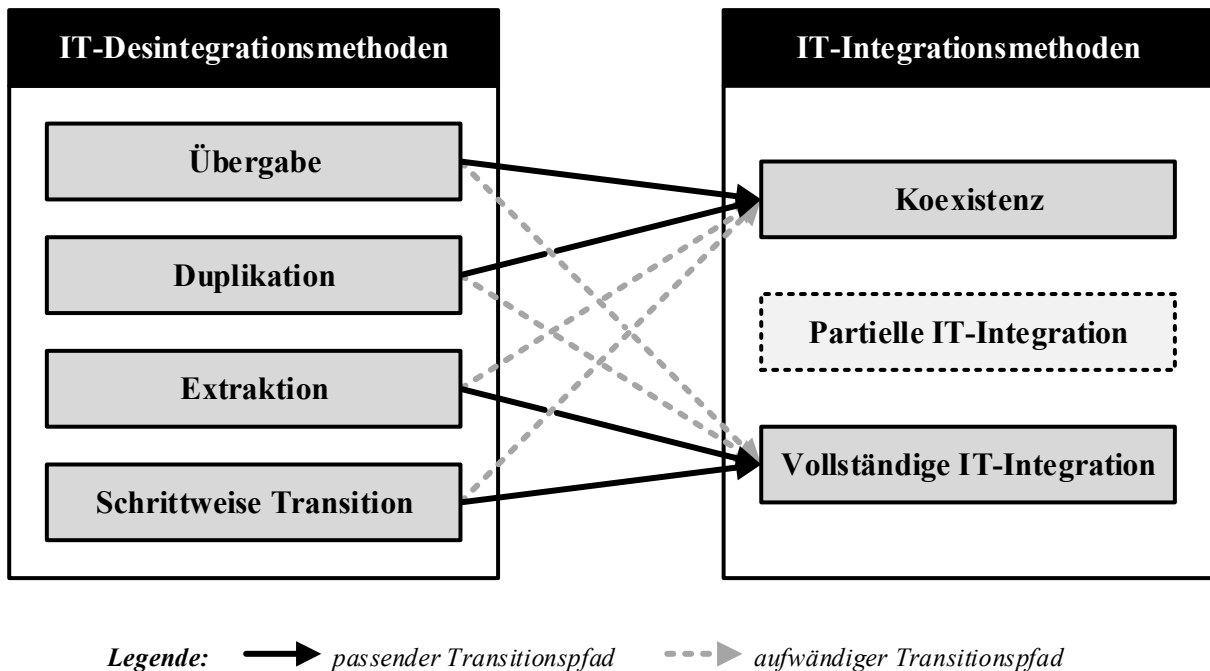 IT-Desintegrationsmethoden
Übergabe
Duplikation
Extraktion
Schrittweise Transition
IT-Integrationsmethoden
Koexistenz
Partielle IT-Integration
Vollständige IT-Integration
Legende: passender Transitionspfad aufwändiger Transitionspfad